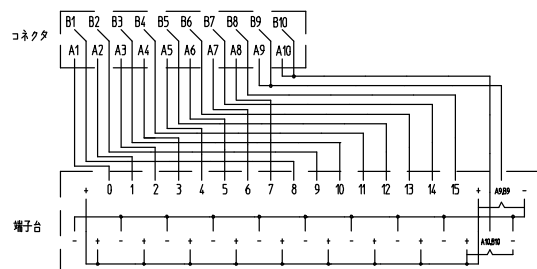 B1 B2 B3 B4 B5 B6 B7 B8 B9 B10
コネクタ
A1 A2 A3 A4 A5 A6 A7 A8 A9 A10
+ 0 1 2 3 4 5 6 7 8 9 10 11 12 13 14 15 + A9,B9 -
端子台
- + - + - + - + - + - + - + - + - + A10,B10 -